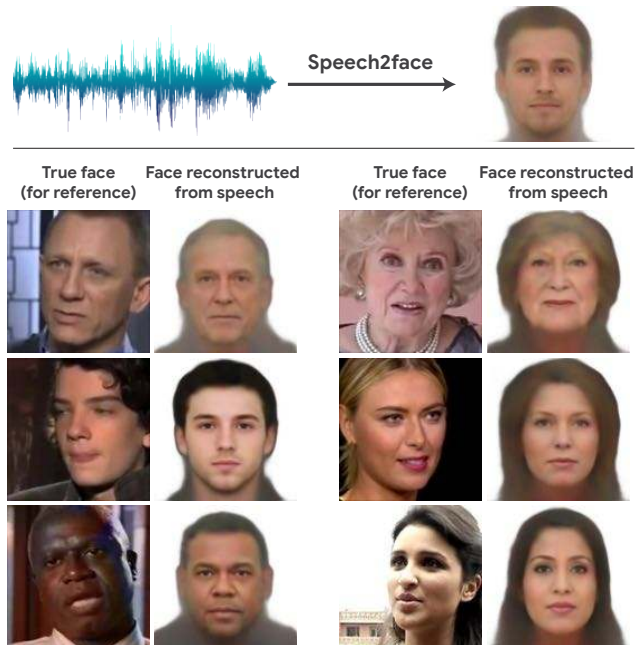 Speech2face
True face
(for reference)
Face reconstructed
from speech
True face
(for reference)
Face reconstructed
from speech